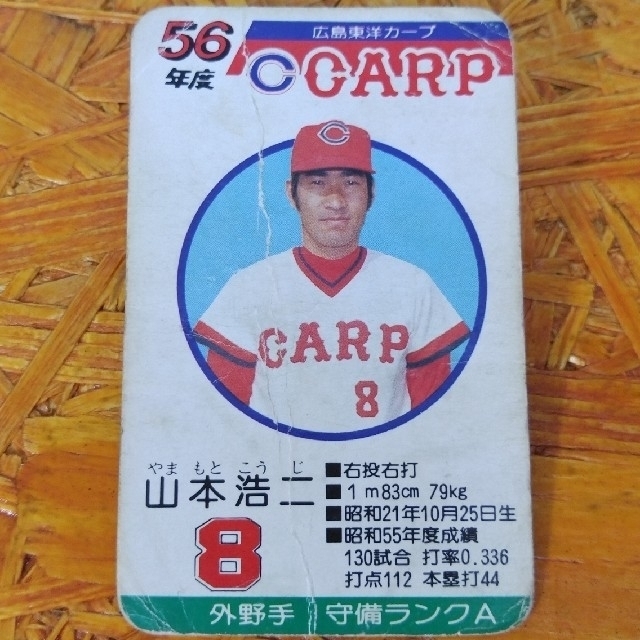 56
年度
広島東洋カープ
C CARP
C
CARP
8
やま もと こう じ
山本浩二
8
■右投右打
■1m83cm 79kg
■昭和21年10月25日生
■昭和55年度成績
130試合 打率0.336
打点112 本塁打44
外野手 守備ランクA